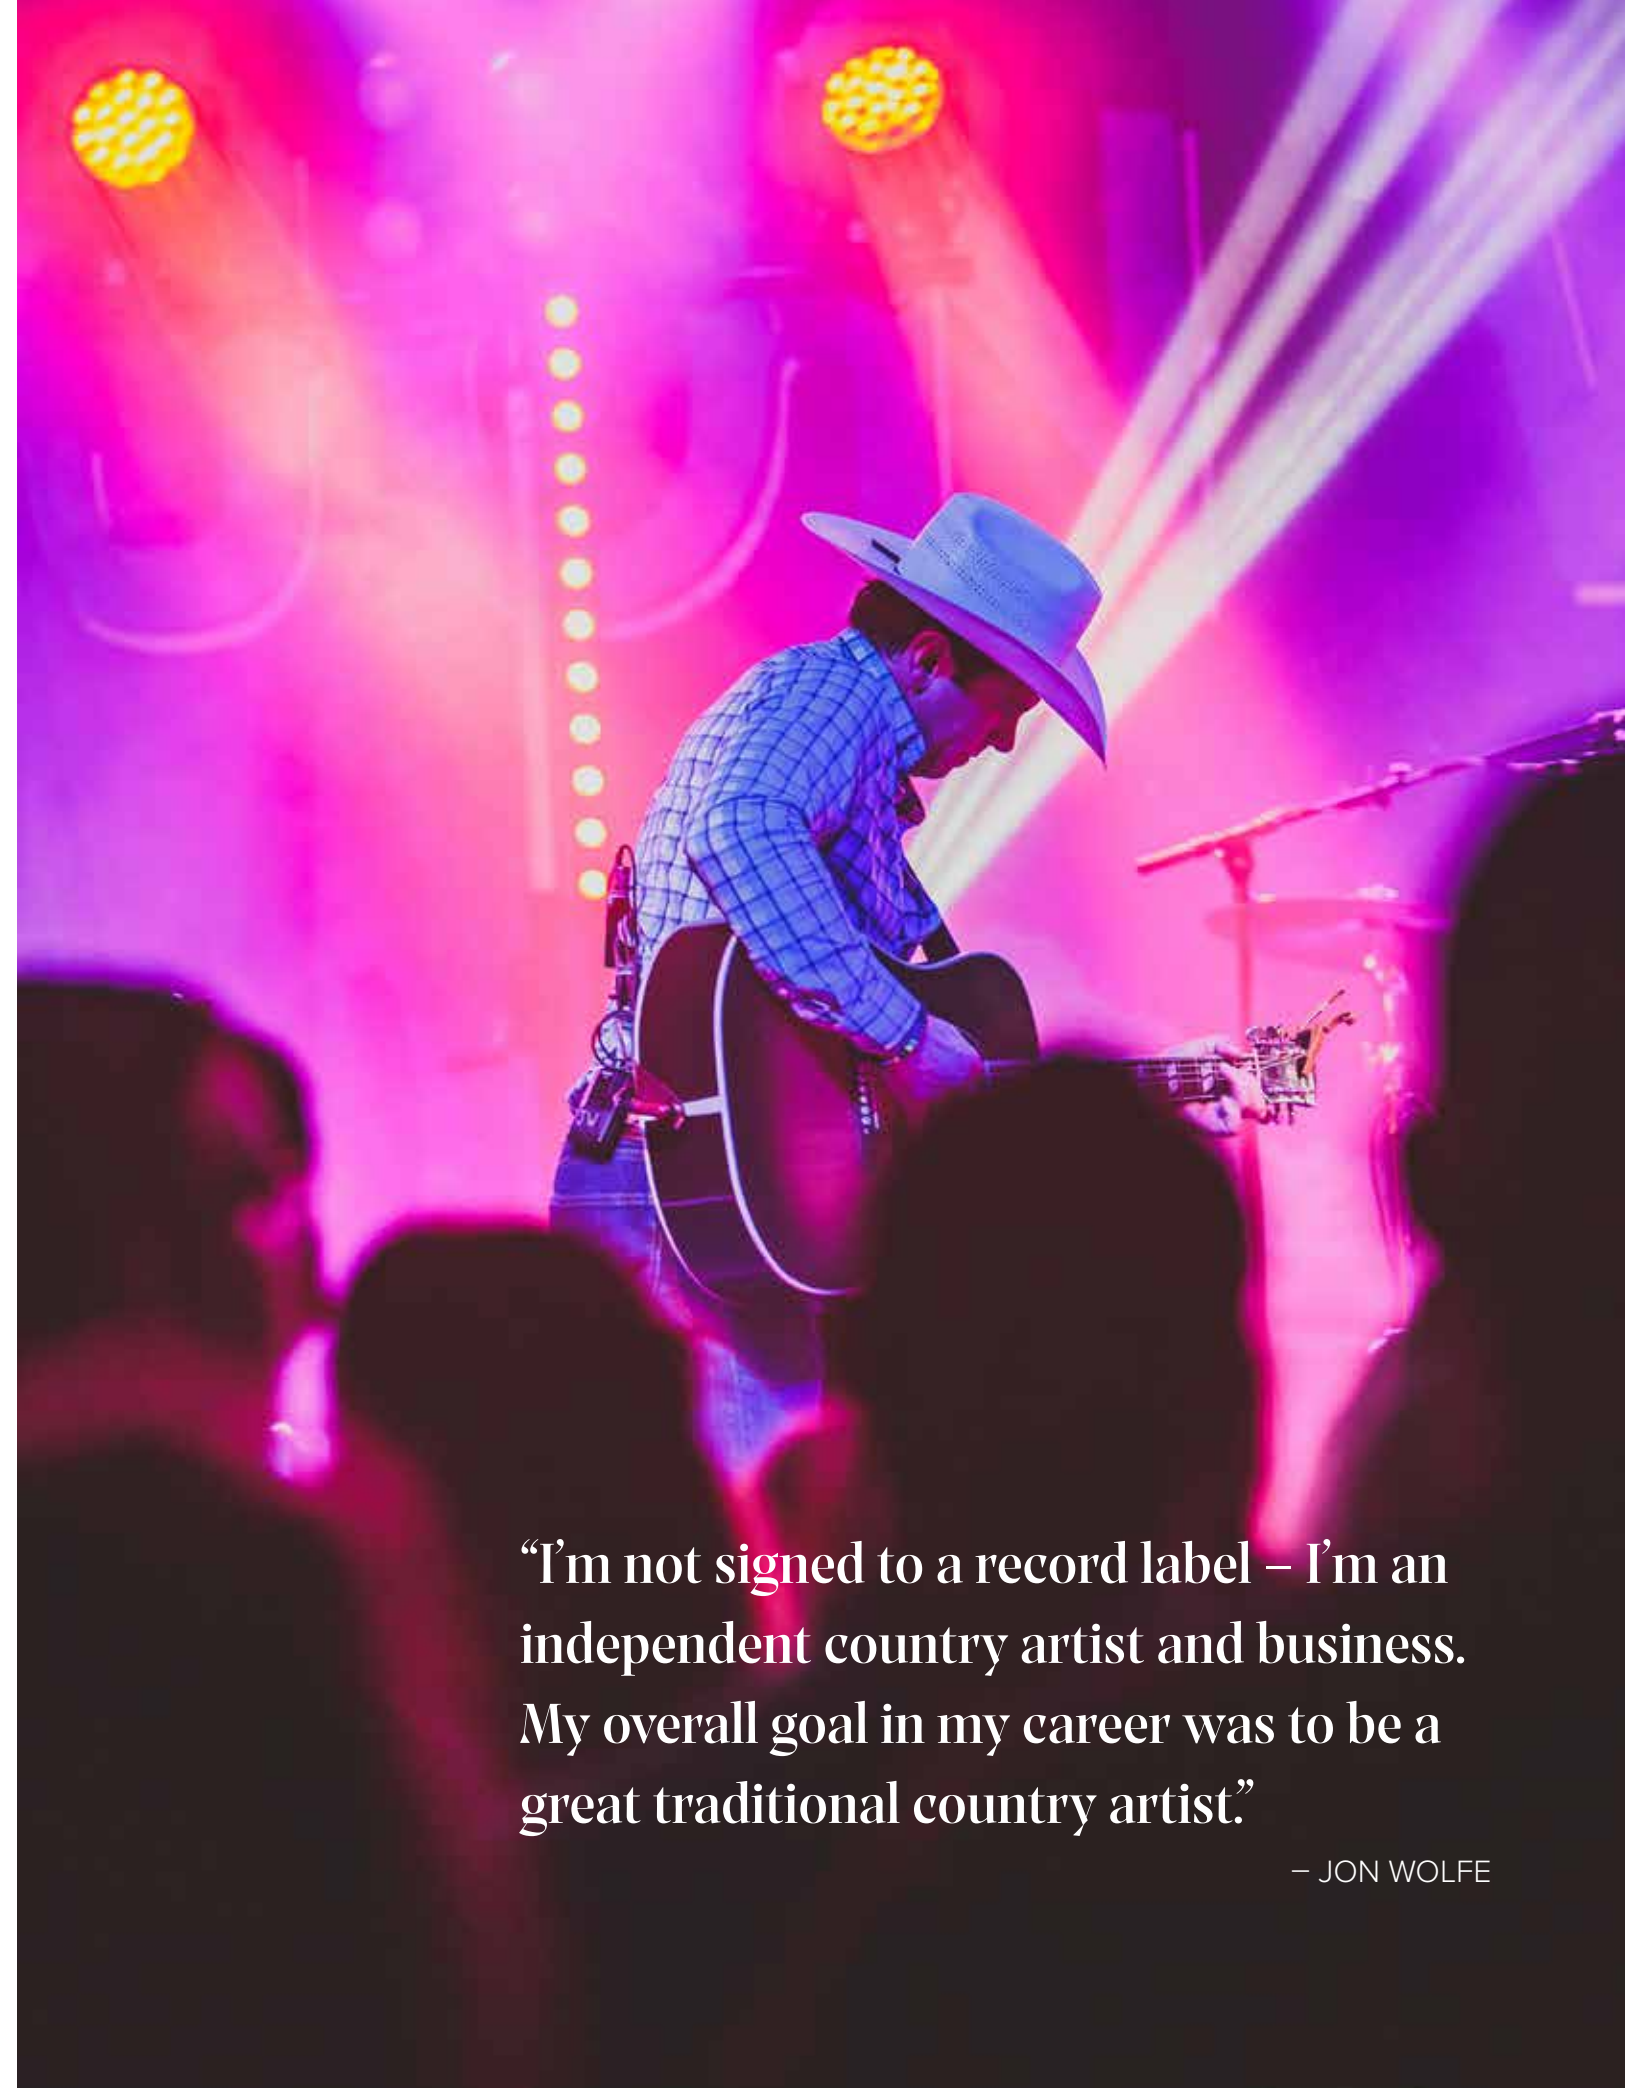 “I’m not signed to a record label – I’m an
independent country artist and business.
My overall goal in my career was to be a
great traditional country artist.”
– JON WOLFE